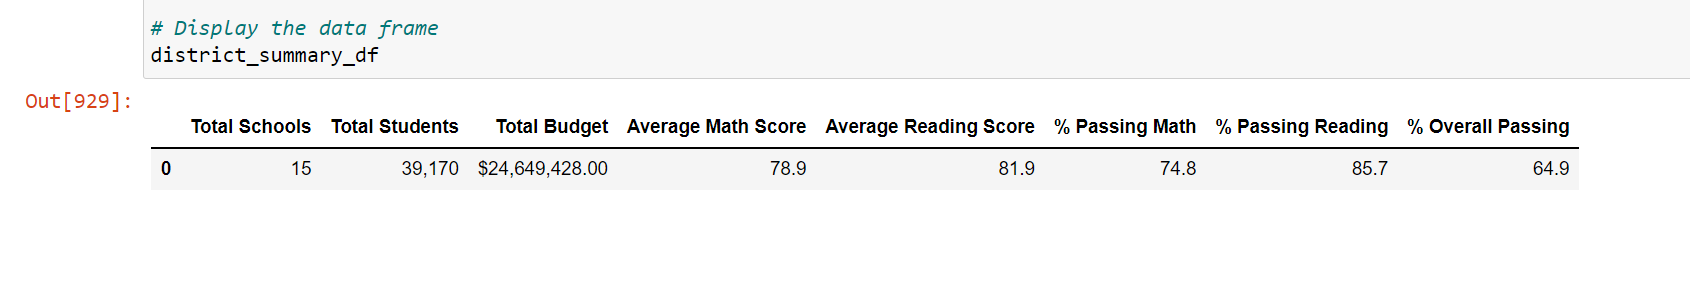 # Display the data frame
district_summary_df
Out[929]:
Total Schools Total Students Total Budget Average Math Score Average Reading Score % Passing Math % Passing Reading % Overall Passing
0 15 39,170 $24,649,428.00 78.9 81.9 74.8 85.7 64.9